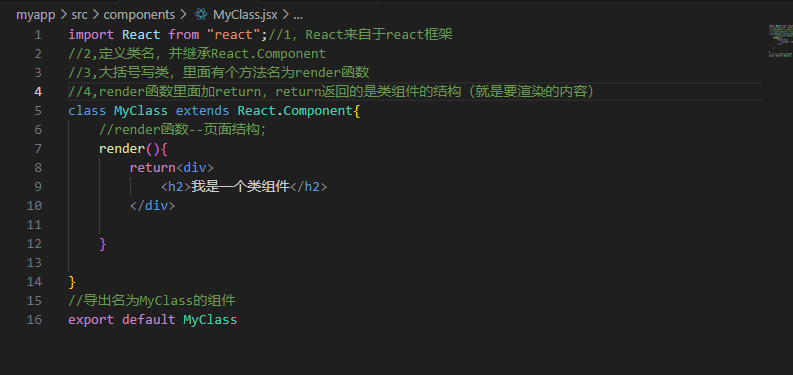 myapp > src > components > MyClass.jsx > ...
1 import React from "react";//1, React来自于react框架
2 //2,定义类名，并继承React.Component
3 //3,大括号写类，里面有个方法名为render函数
4 //4,render函数里面加return，return返回的是类组件的结构（就是要渲染的内容）
5 class MyClass extends React.Component{
6 //render函数--页面结构;
7 render(){
8 return<div>
9 <h2>我是一个类组件</h2>
10 </div>
11
12 }
13
14 }
15 //导出名为MyClass的组件
16 export default MyClass